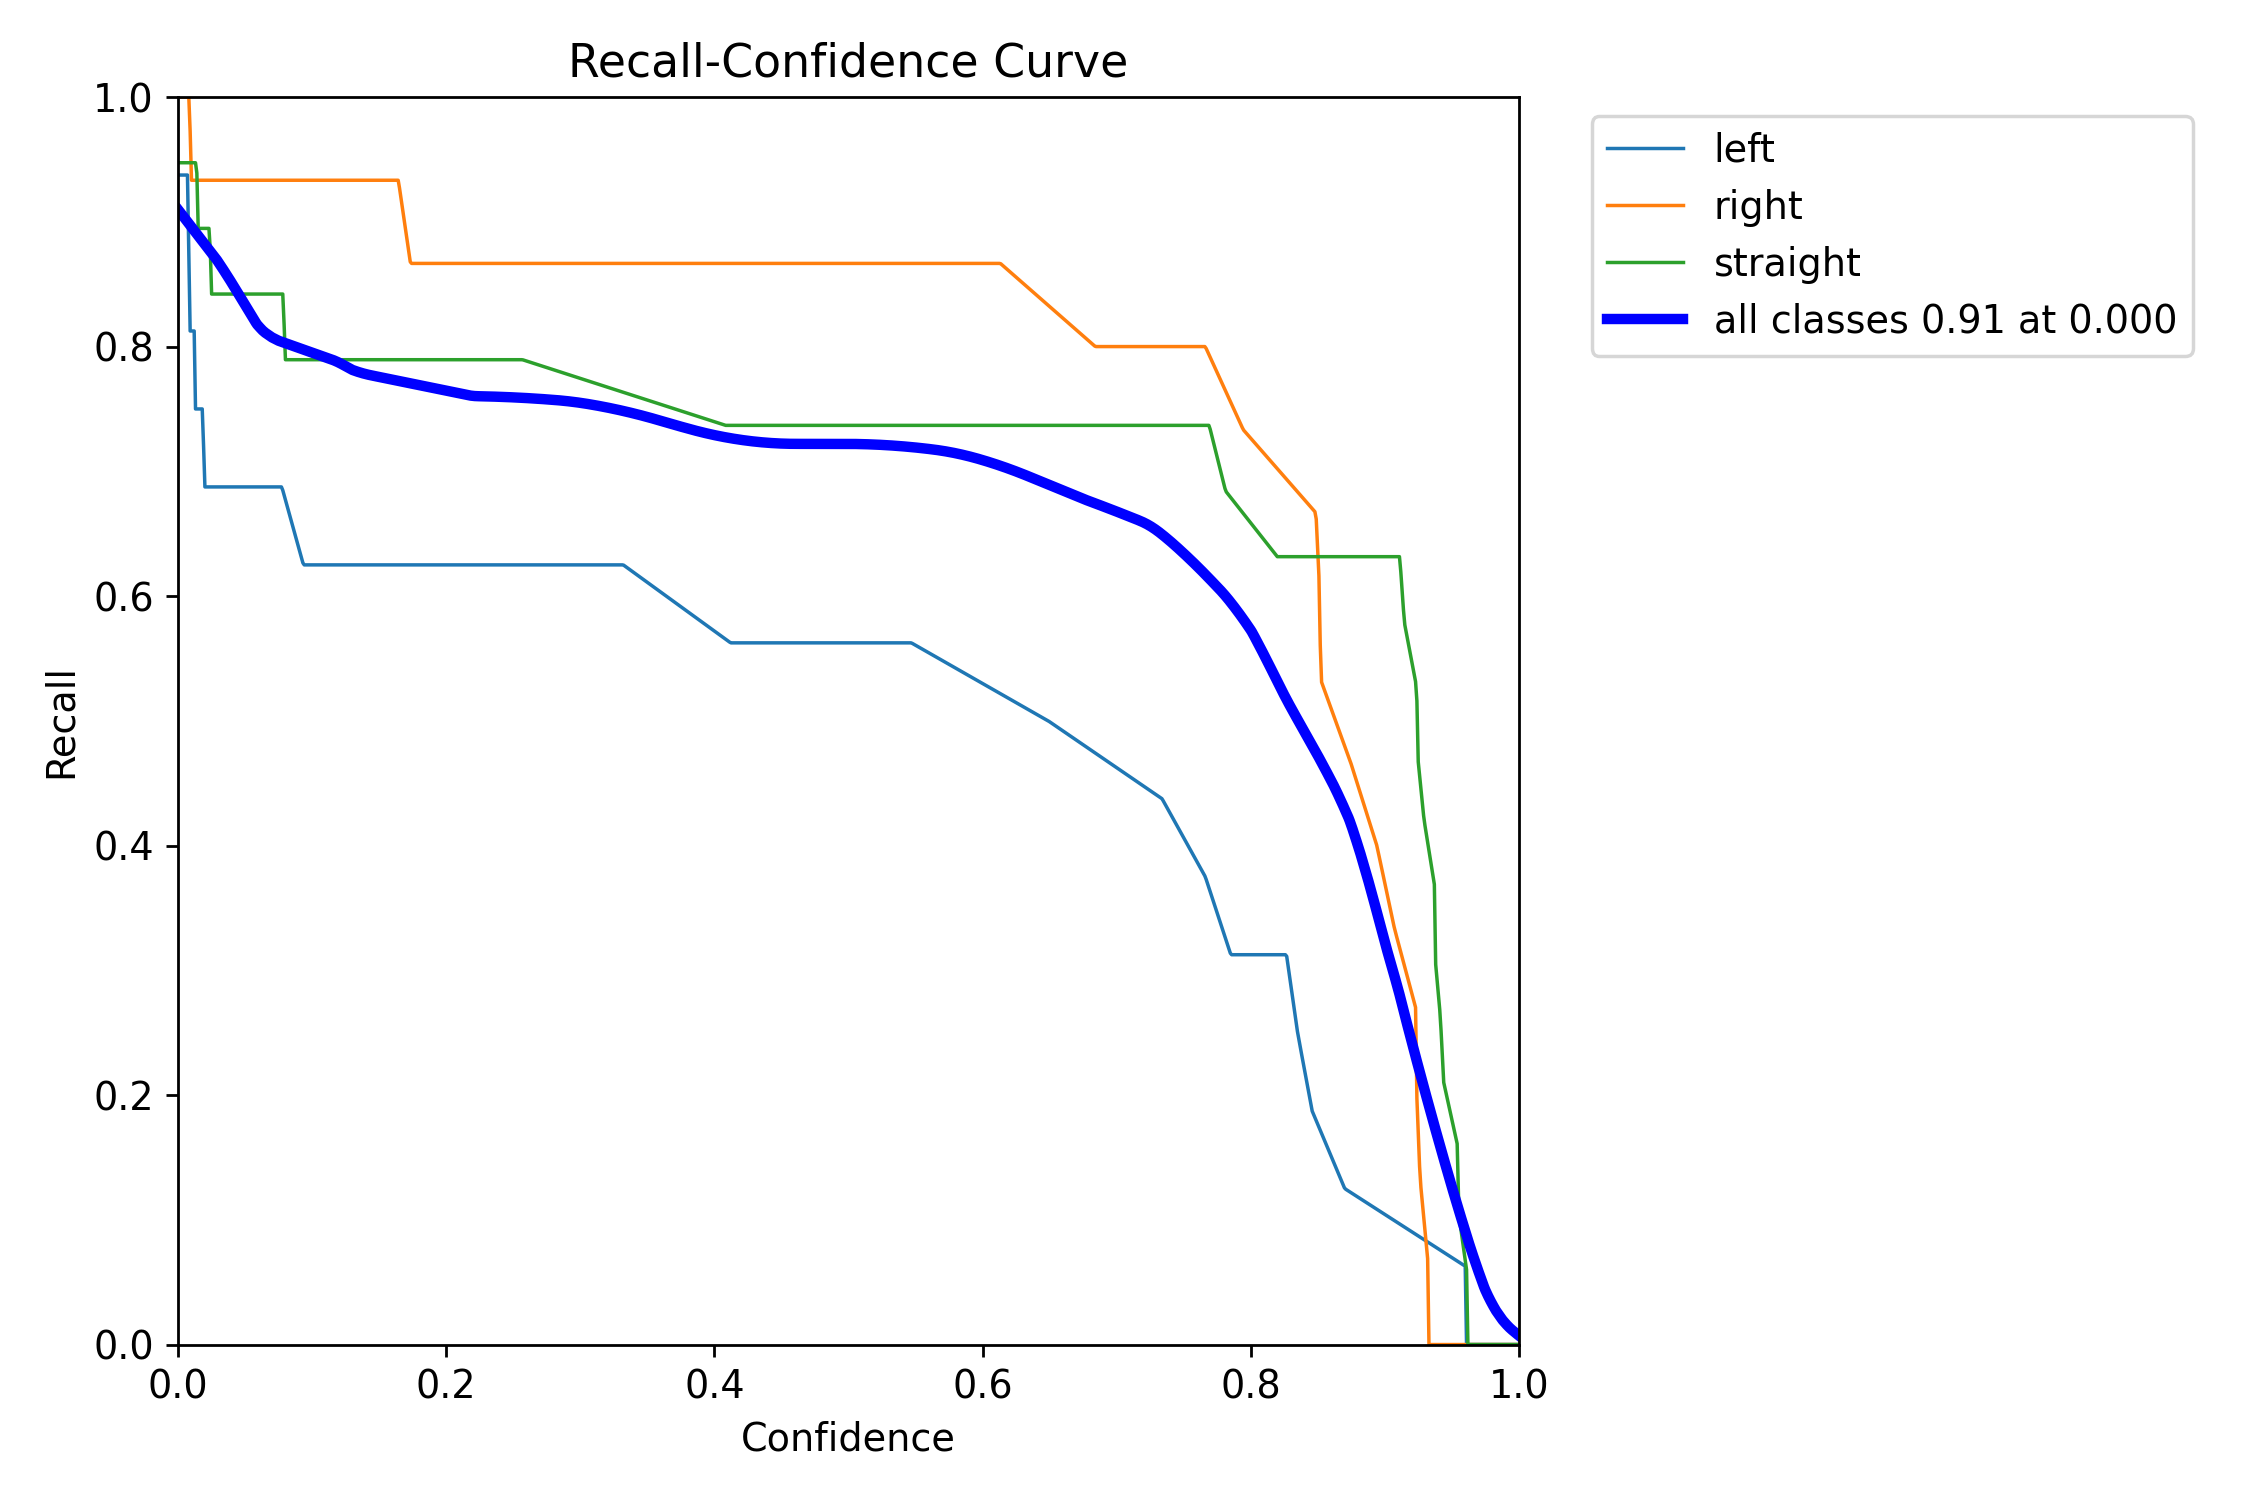 Recall-Confidence Curve
1.0
0.8
0.6
0.4
0.2
0.0
Recall
0.0 0.2 0.4 0.6 0.8 1.0
Confidence
left
right
straight
all classes 0.91 at 0.000